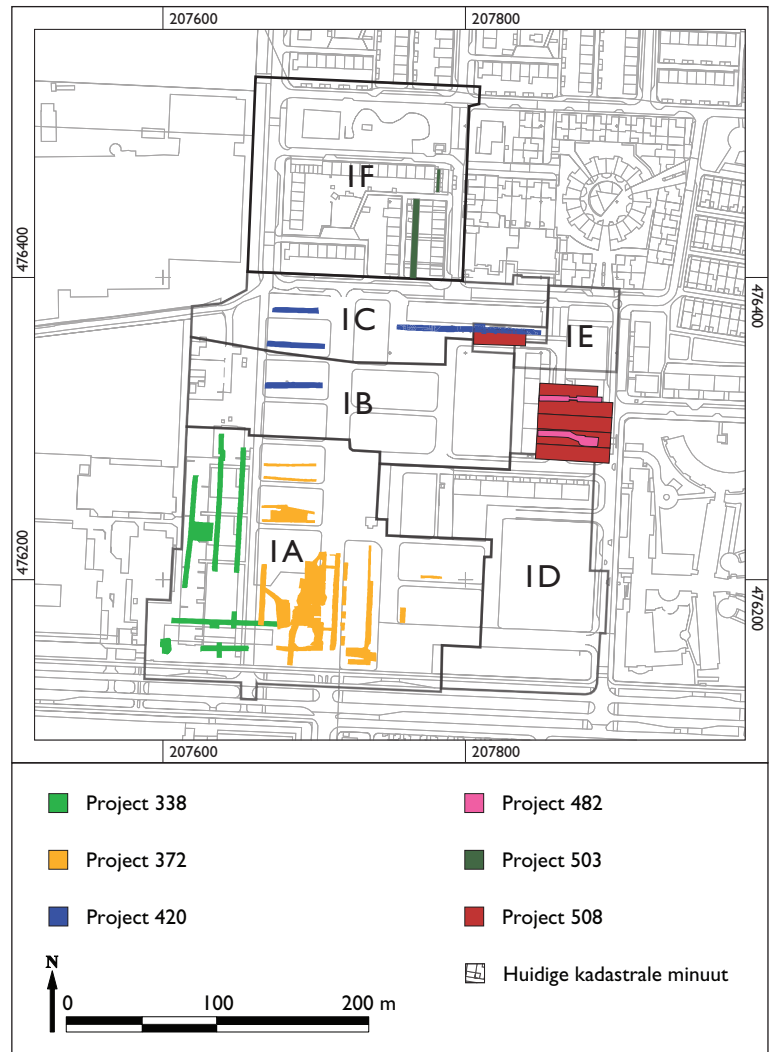 207600 207800
IF
476400 476400
IC
IE
IB
IA
ID
476200 476200
207600 207800
Project 338
Project 372
Project 420
Project 482
Project 503
Project 508
Huidige kadastrale minuut
N
0 100 200 m